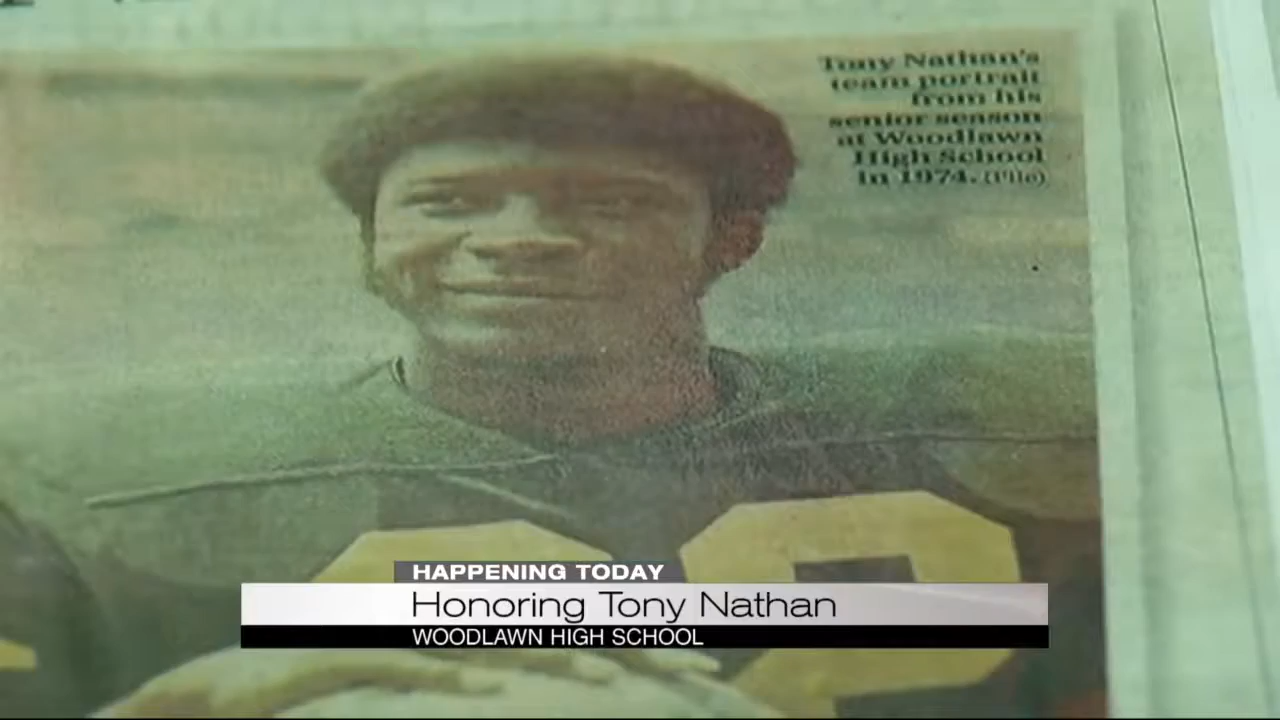 Tony Nathan's
team portrait
from his
senior season
at Woodlawn
High School
in 1974. (File)
HAPPENING TODAY
Honoring Tony Nathan
WOODLAWN HIGH SCHOOL